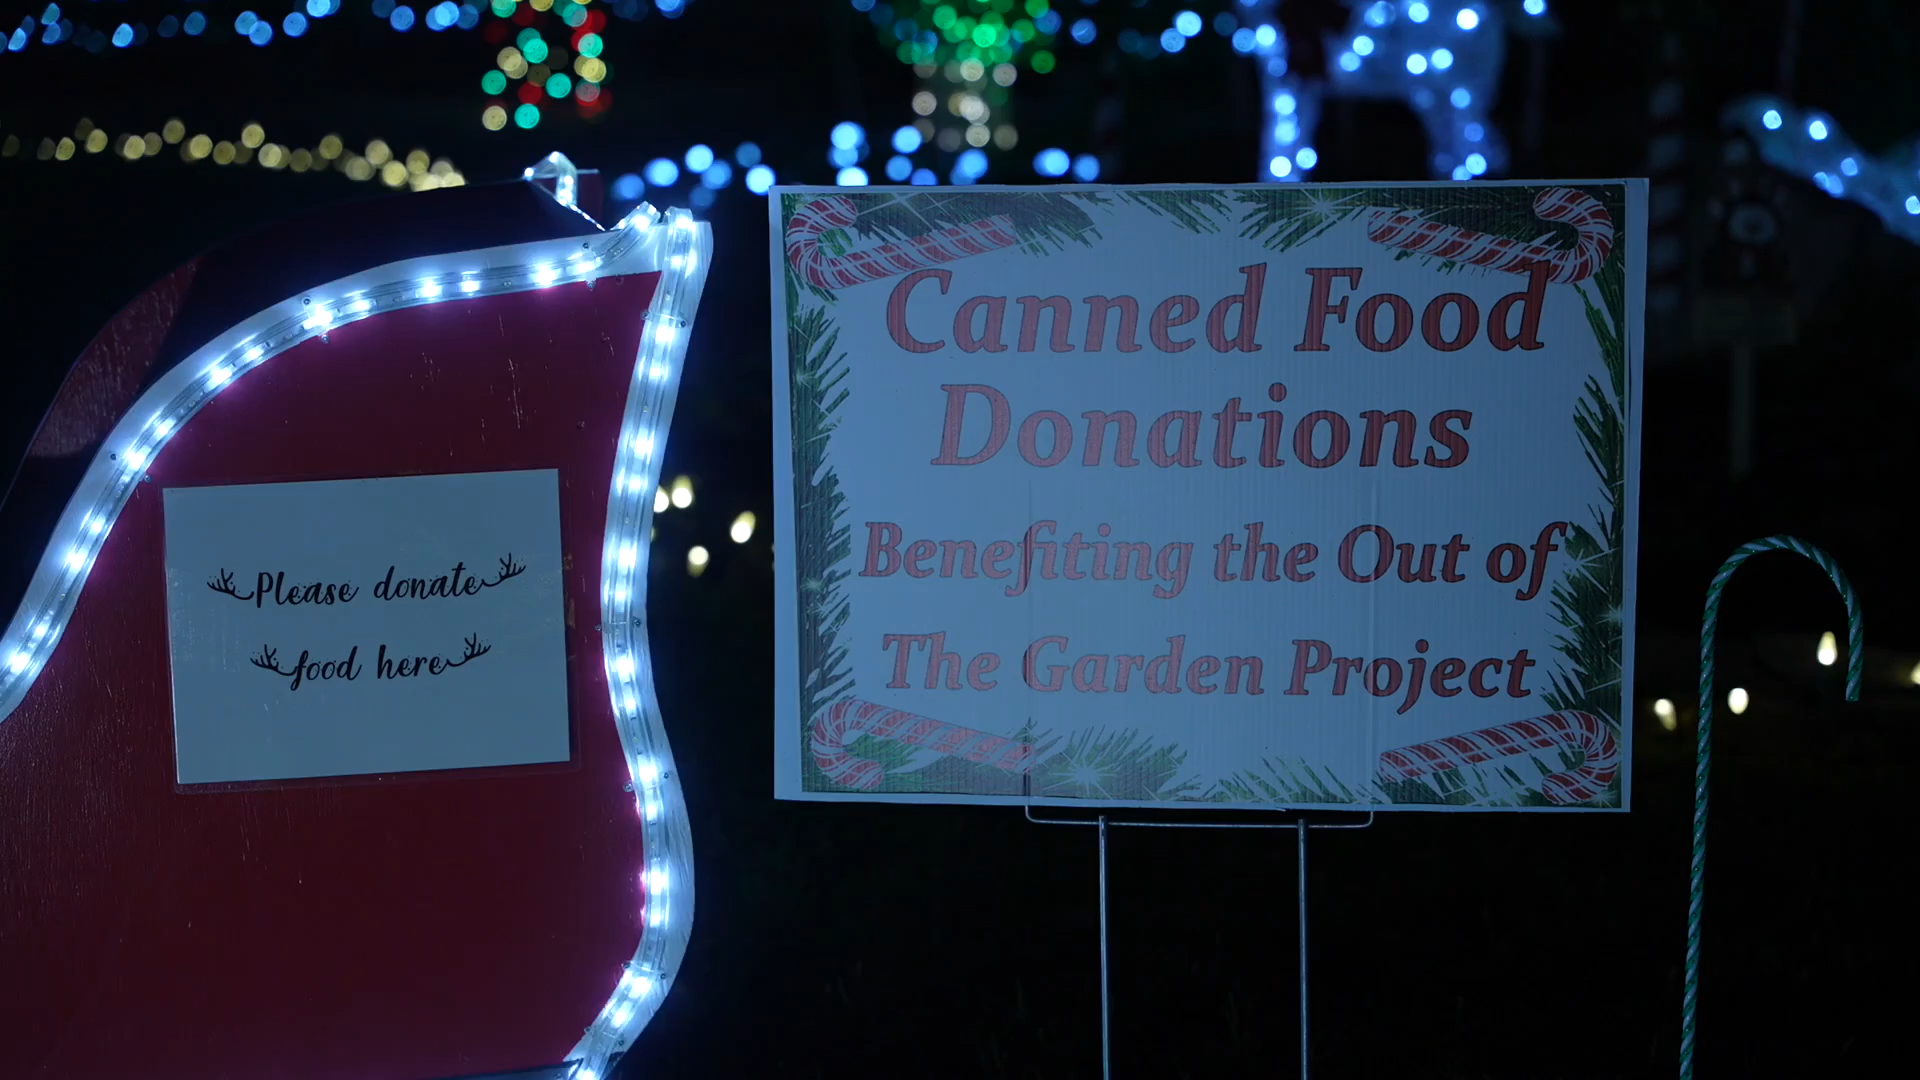 Please donate
food here
Canned Food
Donations
Benefiting the Out of
The Garden Project